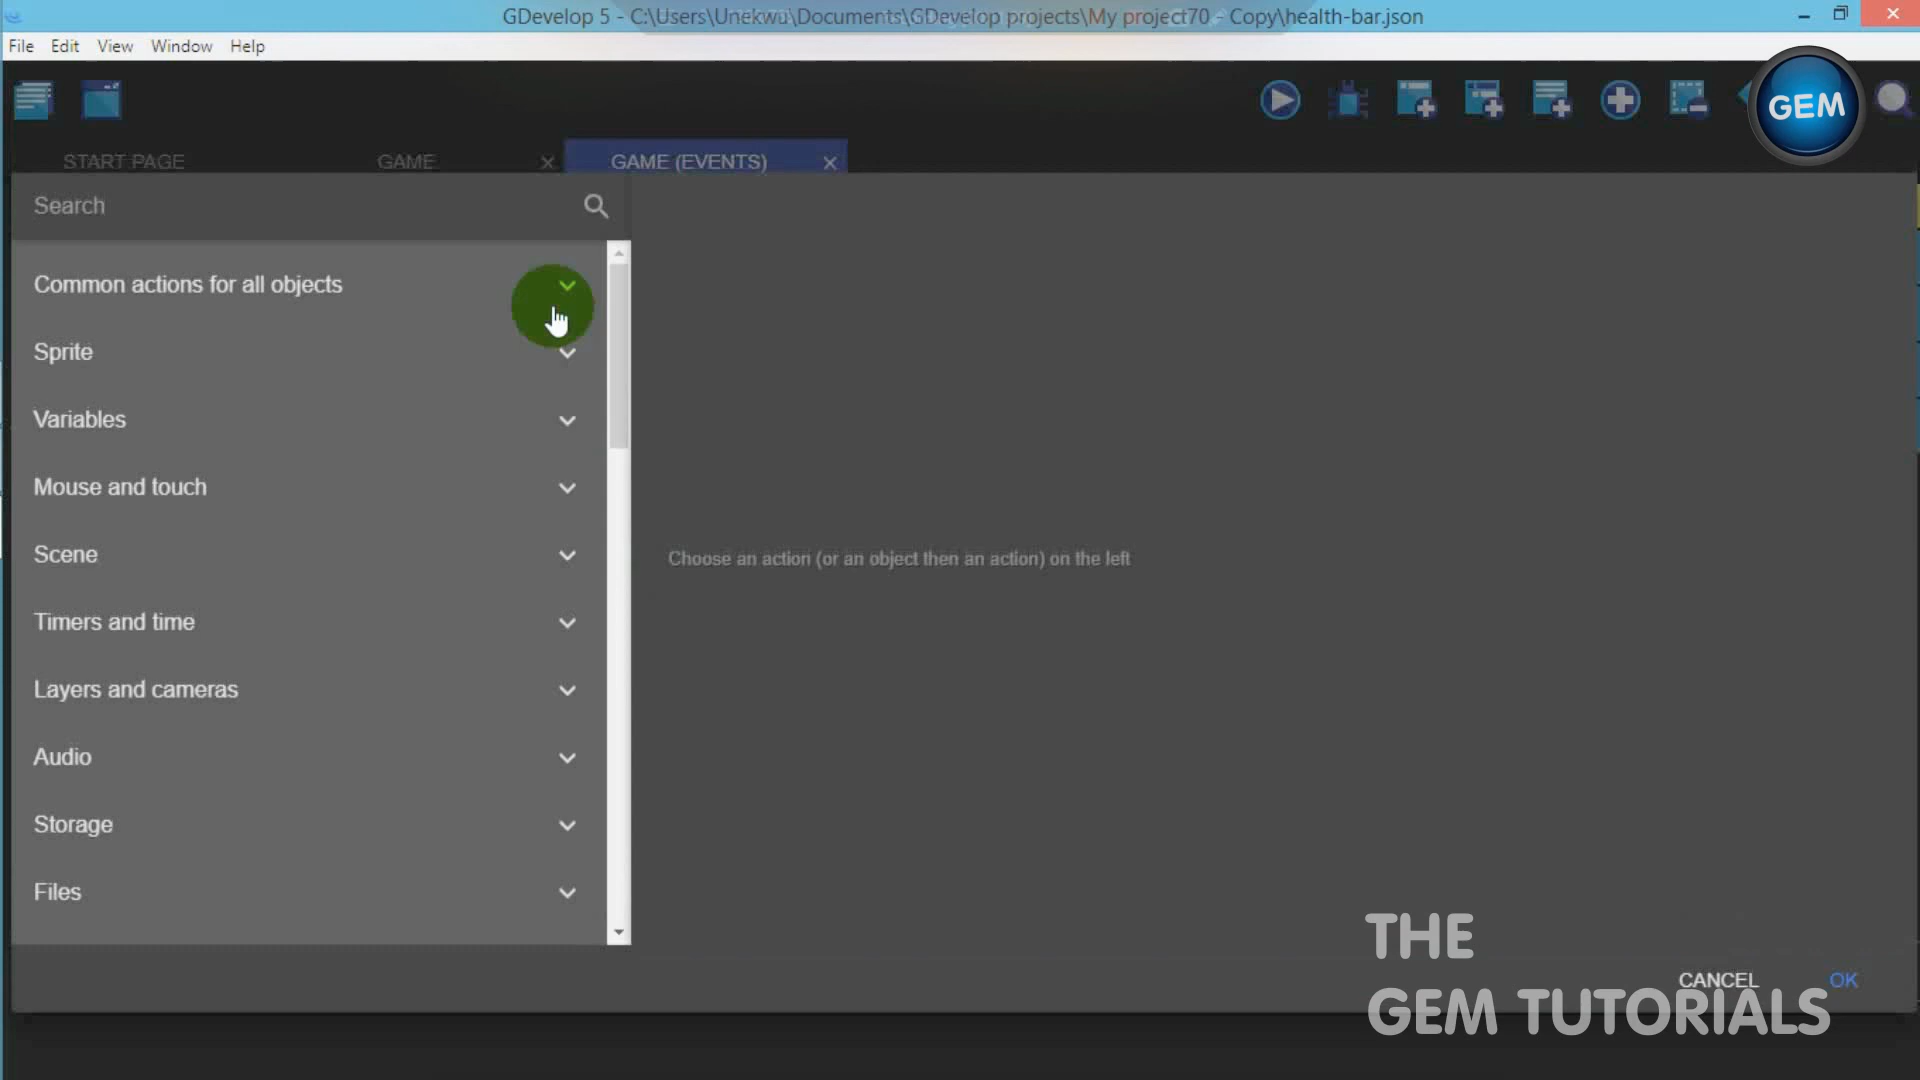 GDevelop 5 - C:\Users\Unekwu\Documents\GDevelop projects\My project70 - Copy\health-bar.json
File Edit View Window Help
GEM
START PAGE GAME GAME (EVENTS)
Search
Common actions for all objects
Sprite
Variables
Mouse and touch
Scene
Timers and time
Layers and cameras
Audio
Storage
Files
Choose an action (or an object then an action) on the left
CANCEL OK
THE
GEM TUTORIALS